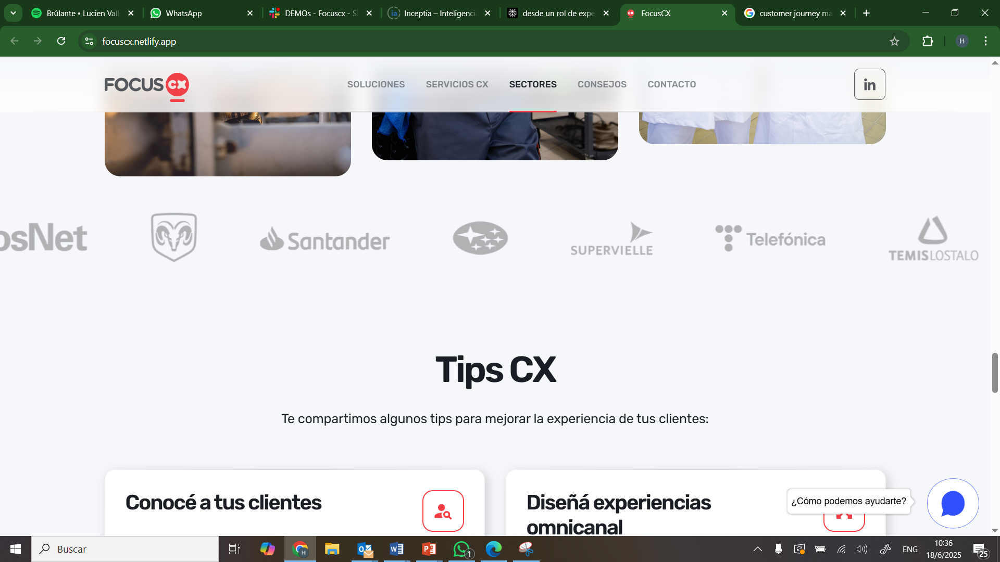 Brûlante • Lucien Vall
WhatsApp
DEMOs - Focuscx - Sl
Inceptia – Inteligenci
desde un rol de expe
FocusCX
customer journey ma
focuscx.netlify.app
H
FOCUS CX
SOLUCIONES
SERVICIOS CX
SECTORES
CONSEJOS
CONTACTO
in
osNet
Santander
SUPERVIELLE
Telefónica
TEMISLOSTALO
Tips CX
Te compartimos algunos tips para mejorar la experiencia de tus clientes:
Conocé a tus clientes
Diseñá experiencias
omnicanal
¿Cómo podemos ayudarte?
Buscar
1
ENG
10:36
18/6/2025
25